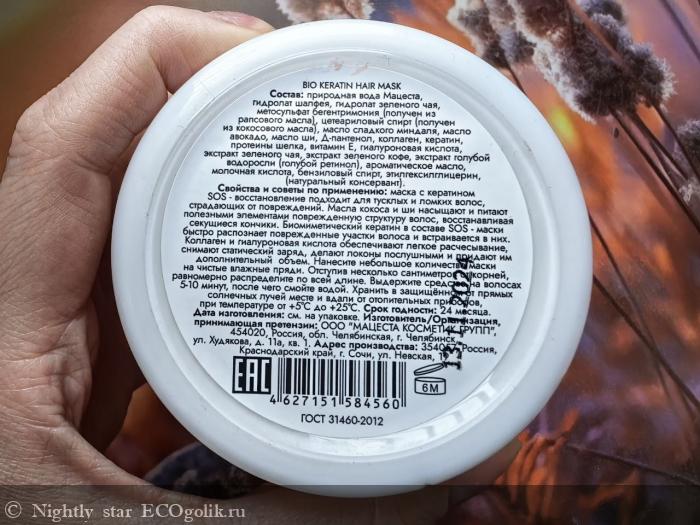 BIO KERATIN HAIR MASK
Состав: природная вода Мацеста,
гидролат шалфея, гидролат зеленого чая,
метосульфат бегентримония (получен из
рапсового масла), цетеариловый спирт (получен
из кокосового масла), масло сладкого миндаля, масло
авокадо, масло ши, Д-пантенол, коллаген, кератин,
протеины шелка, витамин Е, гиалуроновая кислота,
экстракт зеленого чая, экстракт зеленого кофе, экстракт голубой
водоросли (голубой ретинол), ароматическое масло,
молочная кислота, бензиловый спирт, этилгексилглицерин,
(натуральный консервант).
Свойства и советы по применению: маска с кератином
SOS - восстановление подходит для тусклых и ломких волос,
страдающих от повреждений. Масла кокоса и ши насыщают и питают
полезными элементами поврежденную структуру волос, восстанавливая
секущиеся кончики. Биомиметический кератин в составе SOS - маски
быстро распознает поврежденные участки волоса и встраивается в них.
Коллаген и гиалуроновая кислота обеспечивают легкое расчесывание,
снимают статический заряд, делают локоны послушными и придают им
дополнительный объем. Нанесите небольшое количество маски
на чистые влажные пряди. Отступив несколько сантиметров от корней,
равномерно распределите по всей длине. Выдержите средство на волосах
5-10 минут, после чего смойте водой. Хранить в защищённом от прямых
солнечных лучей месте и вдали от отопительных приборов,
при температуре от +5°С до +25°С. Срок годности: 24 месяца.
Дата изготовления: см. на упаковке. Изготовитель/Организация,
принимающая претензии: ООО "МАЦЕСТА КОСМЕТИК ГРУПП",
454020, Россия, обл. Челябинская, г. Челябинск,
ул. Худякова, д. 11а, кв. 1. Адрес производства: Россия,
Краснодарский край, г. Сочи, ул. Невская,
13.11.2024
EAC
4 627151 584560
6М
ГОСТ 31460-2012
© Nightly star ECOgolik.ru